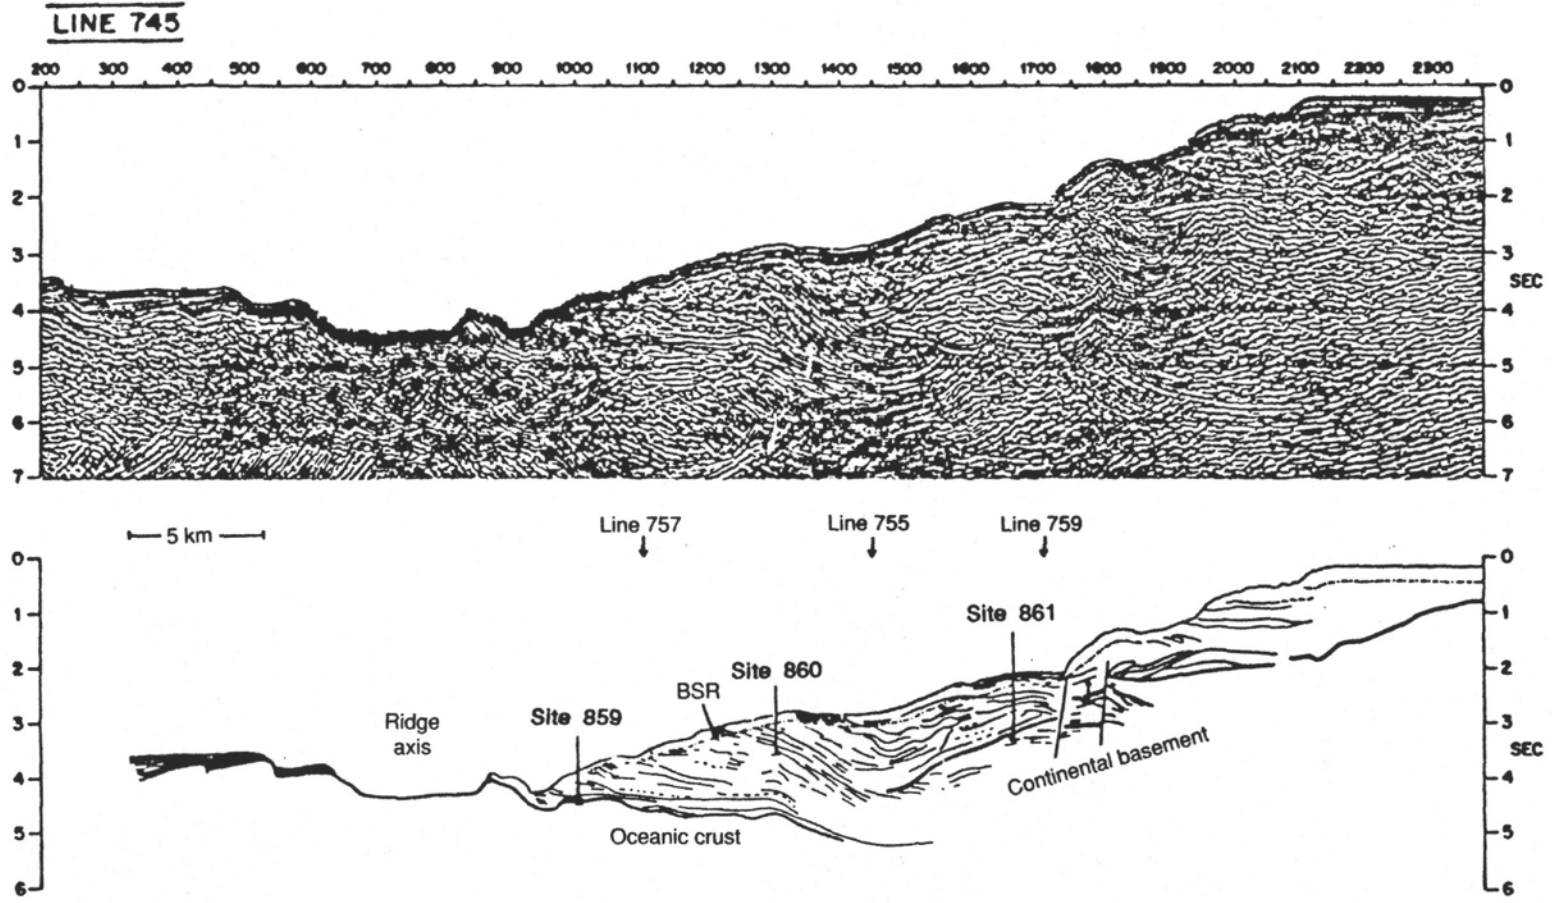 LINE 745
200 300 400 500 600 700 800 900 1000 1100 1200 1300 1400 1500 1600 1700 1800 1900 2000 2100 2200 2300
0 0
1 1
2 2
3 3
SEC
4 4
5 5
6 6
7 7
5 km Line 757 Line 755 Line 759
0 0
1 1
Site 861
2 2
Site 860
BSR
Site 859
Ridge
axis
3 3
SEC
4 4
Continental basement
Oceanic crust
5 5
6 6